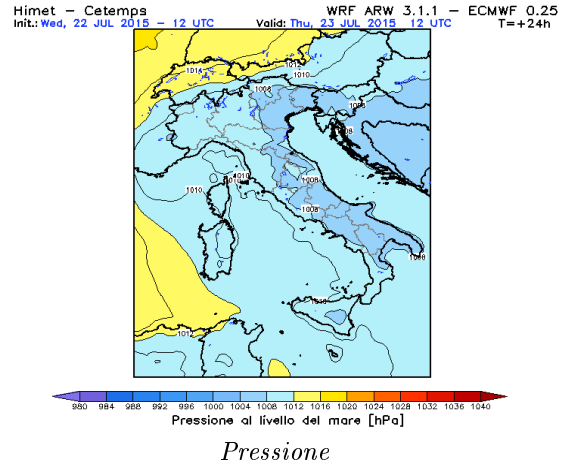 Himet - Cetemps WRF ARW 3.1.1 - ECMWF 0.25
Init.: Wed, 22 JUL 2015 - 12 UTC Valid: Thu, 23 JUL 2015 12 UTC T=+24h
1014
1012
1010
1008
1008
1008
1010
1010
1010
1008
1008
1008
1010
1012
980 984 988 992 996 1000 1004 1008 1012 1016 1020 1024 1028 1032 1036 1040
Pressione al livello del mare [hPa]
Pressione